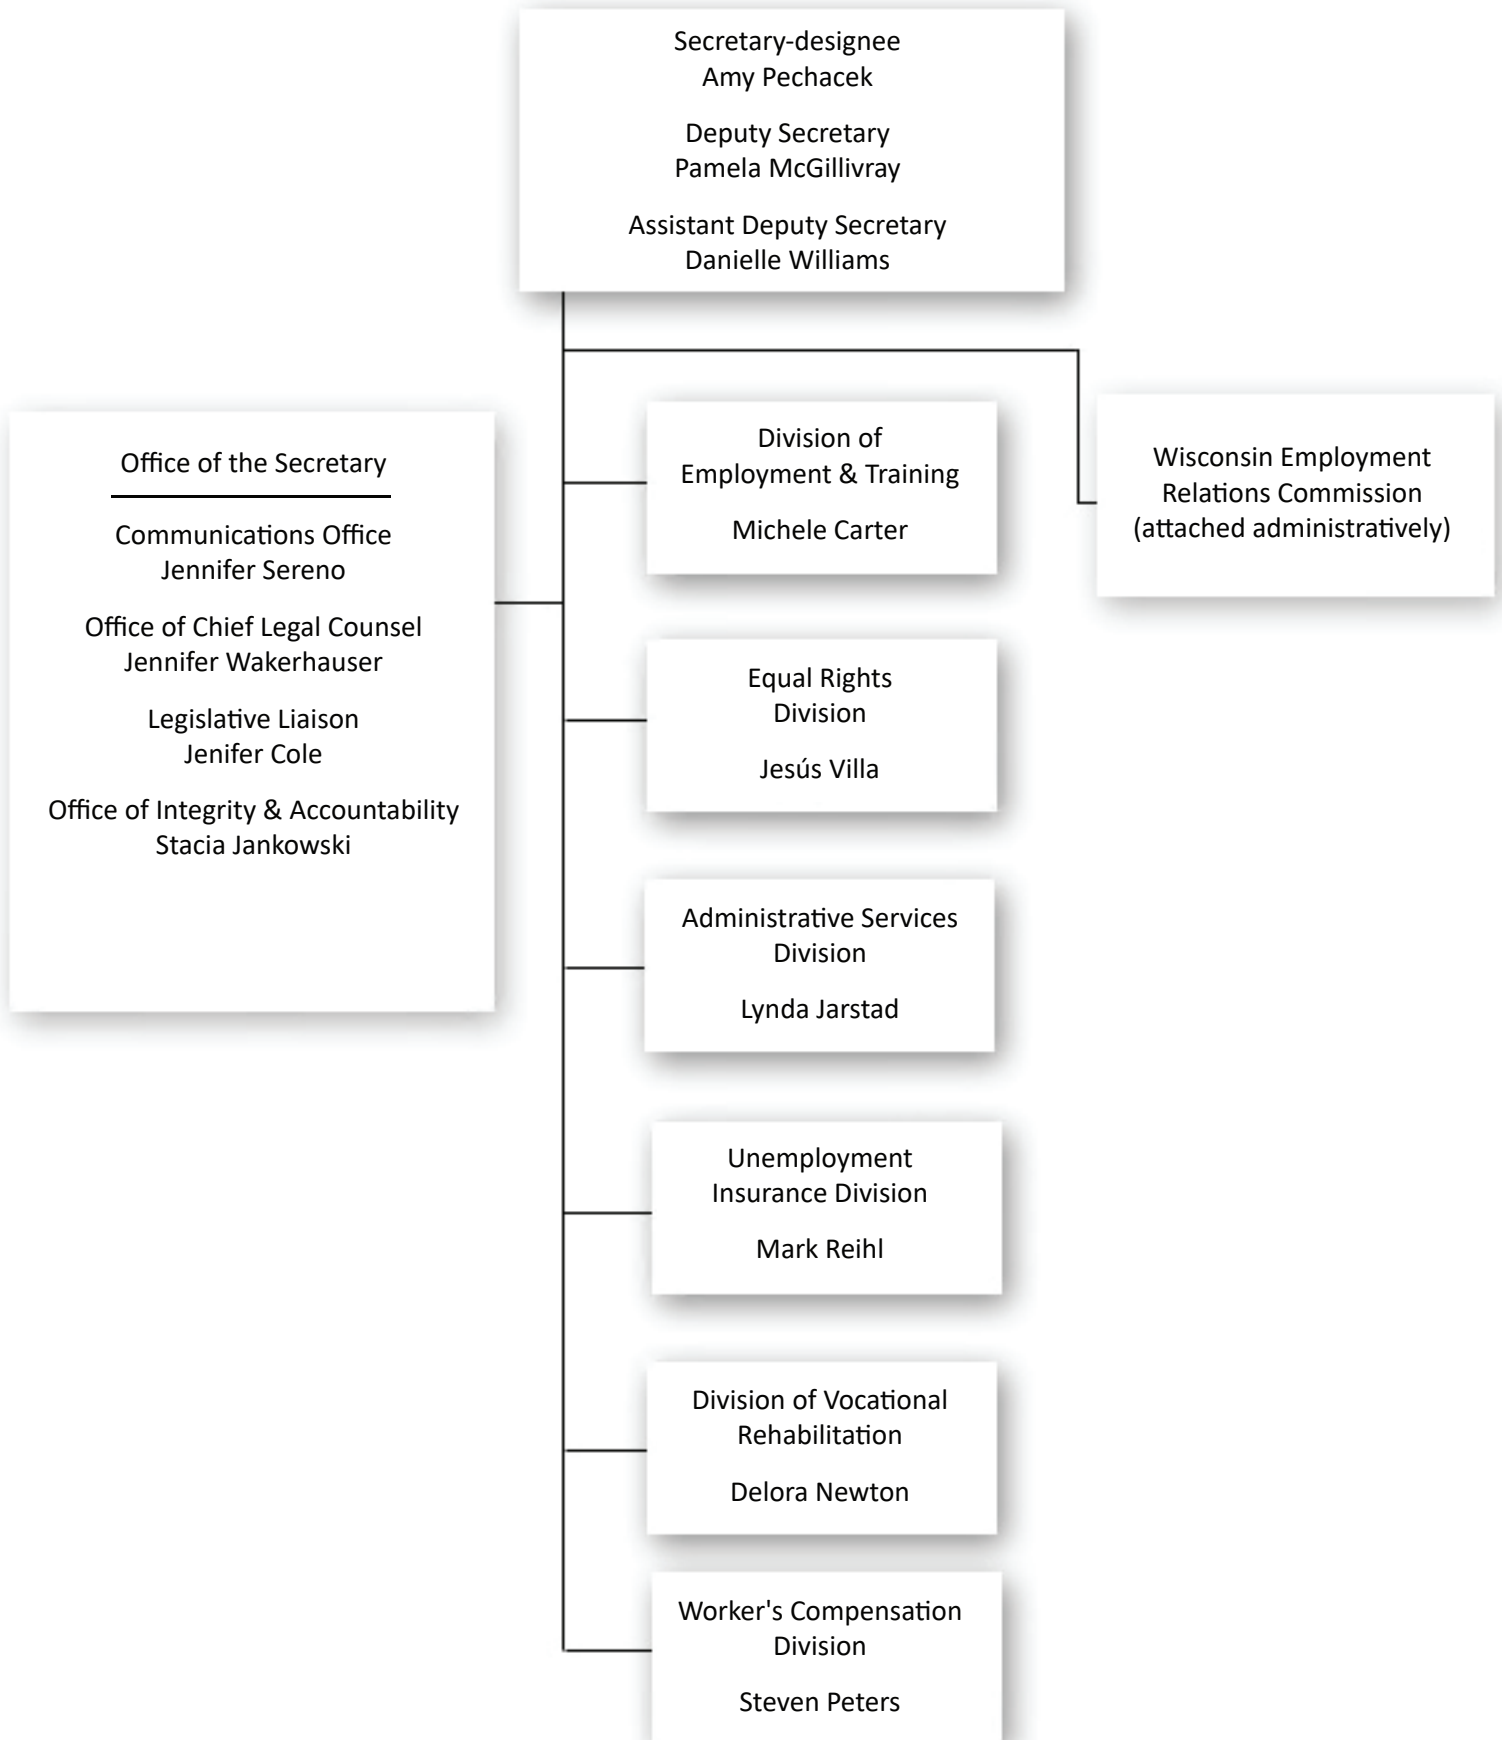 Secretary-designee
Amy Pechacek
Deputy Secretary
Pamela McGillivray
Assistant Deputy Secretary
Danielle Williams
Office of the Secretary
Communications Office
Jennifer Sereno
Office of Chief Legal Counsel
Jennifer Wakerhauser
Legislative Liaison
Jenifer Cole
Office of Integrity & Accountability
Stacia Jankowski
Division of
Employment & Training
Michele Carter
Wisconsin Employment
Relations Commission
(attached administratively)
Equal Rights
Division
Jesús Villa
Administrative Services
Division
Lynda Jarstad
Unemployment
Insurance Division
Mark Reihl
Division of Vocational
Rehabilitation
Delora Newton
Worker's Compensation
Division
Steven Peters